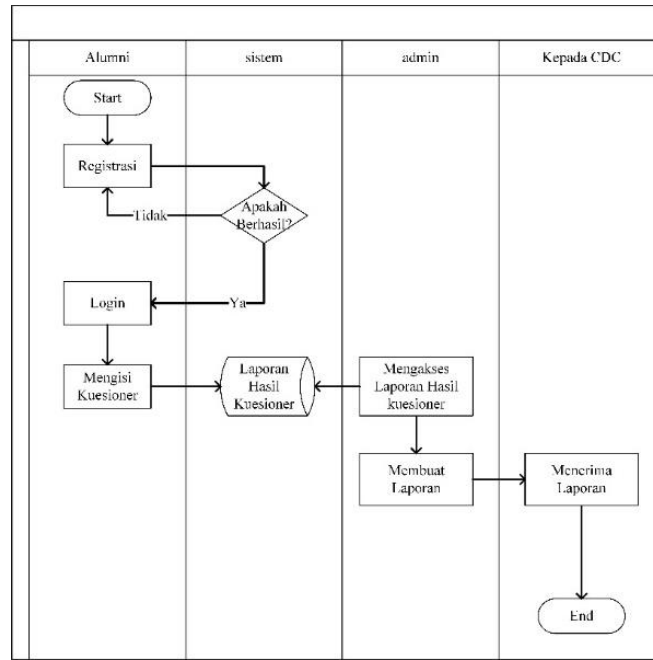 Alumni
sistem
admin
Kepada CDC
Start
Registrasi
Apakah
Berhasil?
Tidak
Login
Ya
Mengisi
Kuesioner
Laporan
Hasil
Kuesioner
Mengakses
Laporan Hasil
kuesioner
Membuat
Laporan
Menerima
Laporan
End